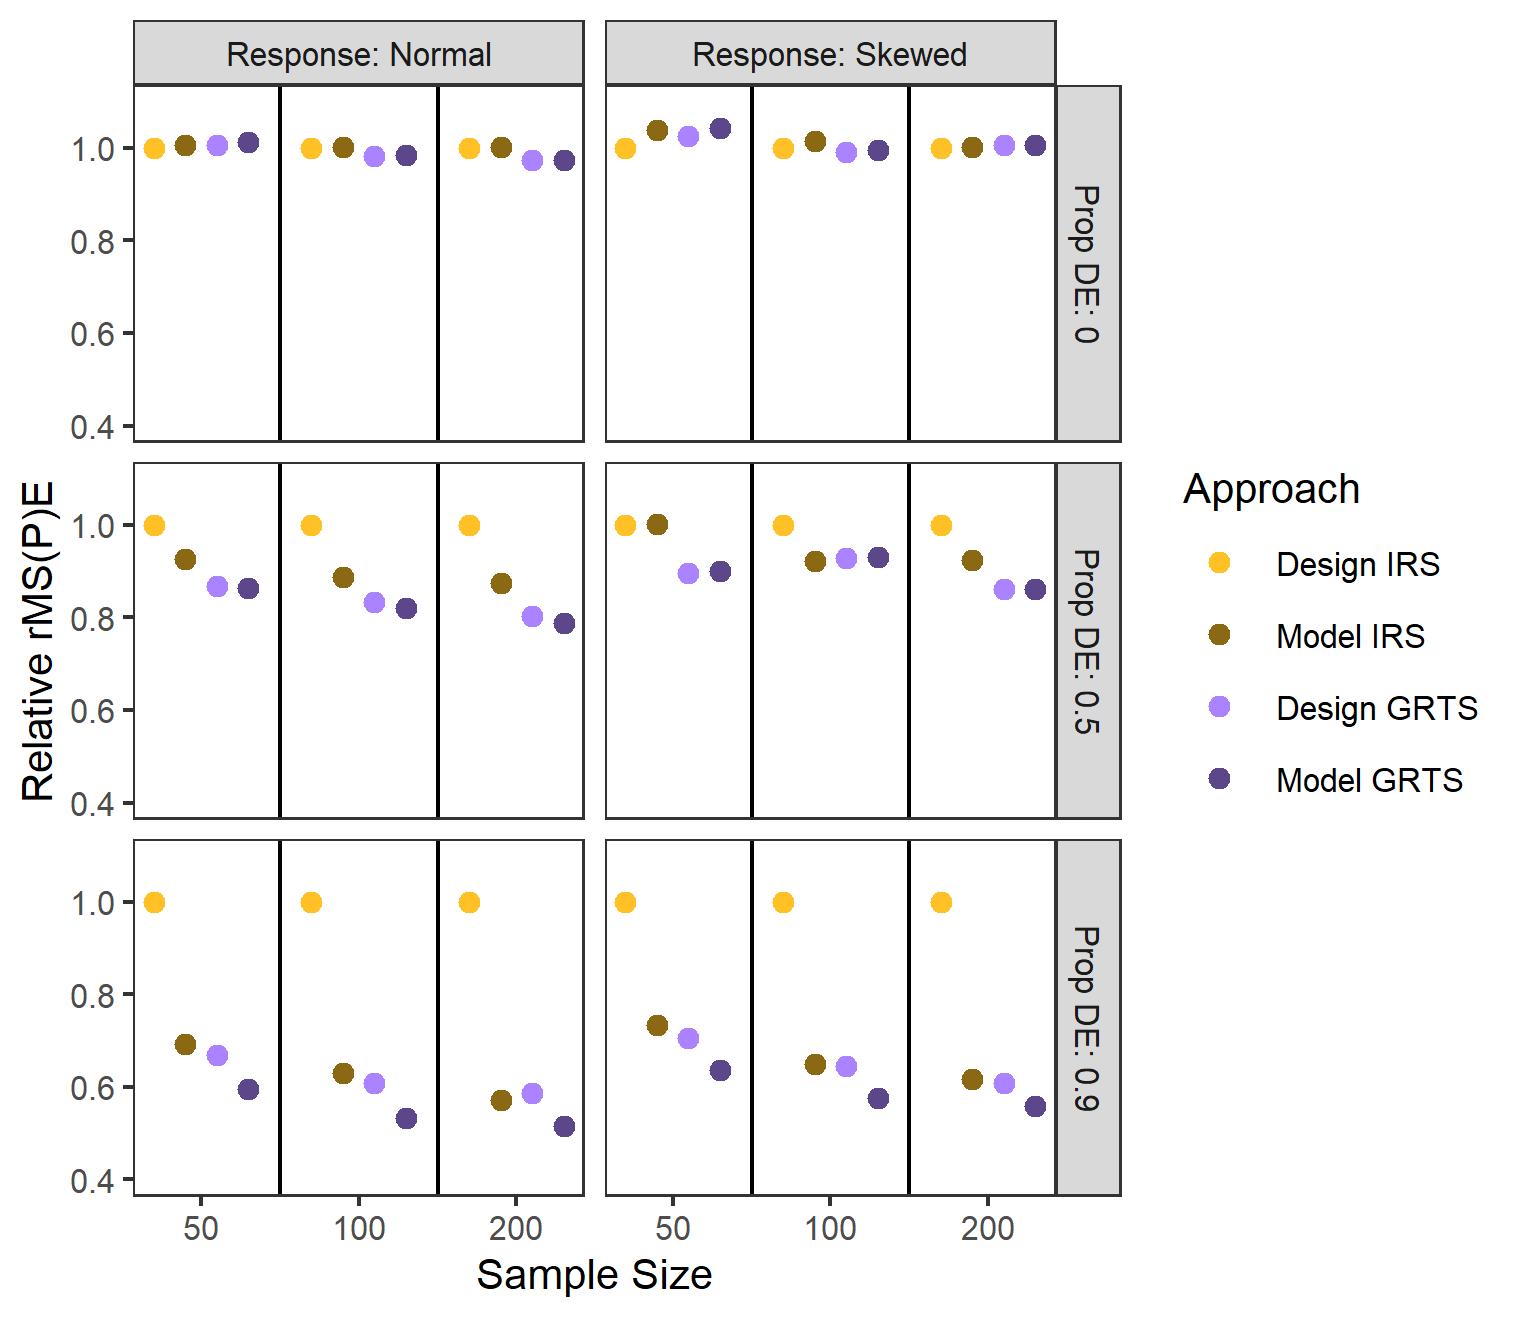 Response: Normal
Response: Skewed
1.0
0.8
0.6
0.4
Prop DE: 0
1.0
0.8
0.6
0.4
Prop DE: 0.5
1.0
0.8
0.6
0.4
Prop DE: 0.9
Relative rMS(P)E
50
100
200
50
100
200
Sample Size
Approach
Design IRS
Model IRS
Design GRTS
Model GRTS